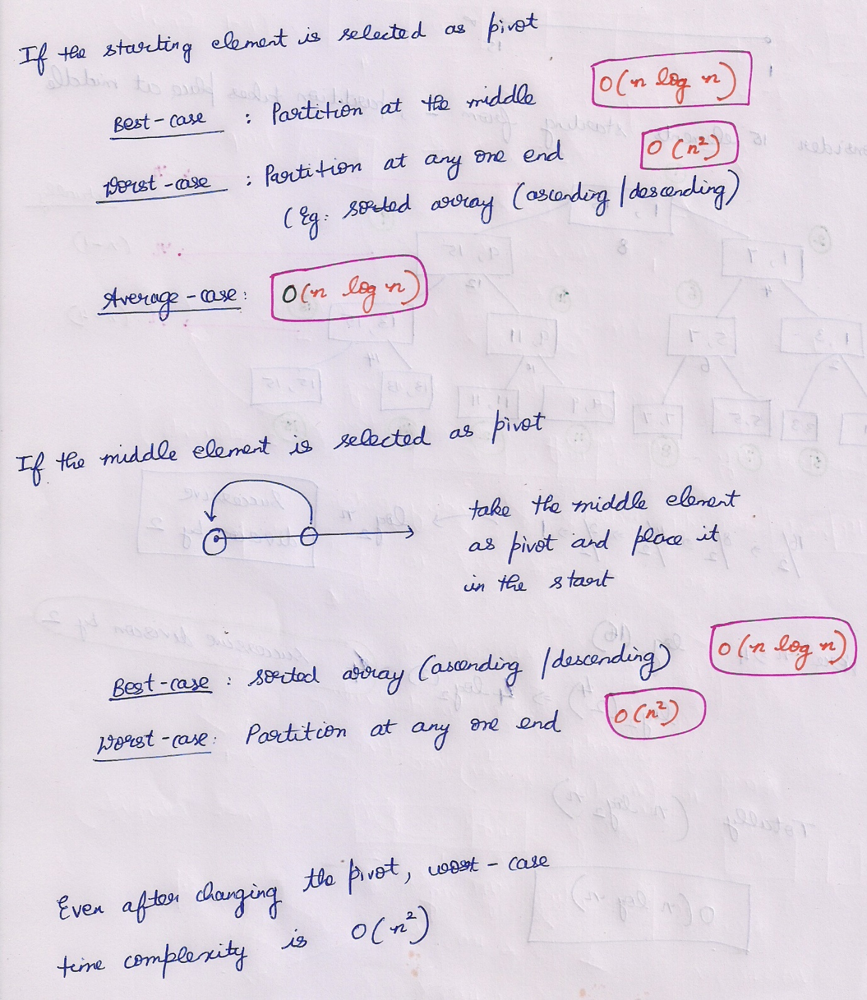 If the starting element is selected as pivot
Best-case : Partition at the middle O(n log n)
Worst-case : Partition at any one end O(n²)
(Eg: sorted array (ascending/descending)
Average-case: O(n log n)
If the middle element is selected as pivot
take the middle element
as pivot and place it
in the start
Best-case : sorted array (ascending/descending) O(n log n)
Worst-case: Partition at any one end O(n²)
Even after changing the pivot, worst-case
time complexity is O(n²)